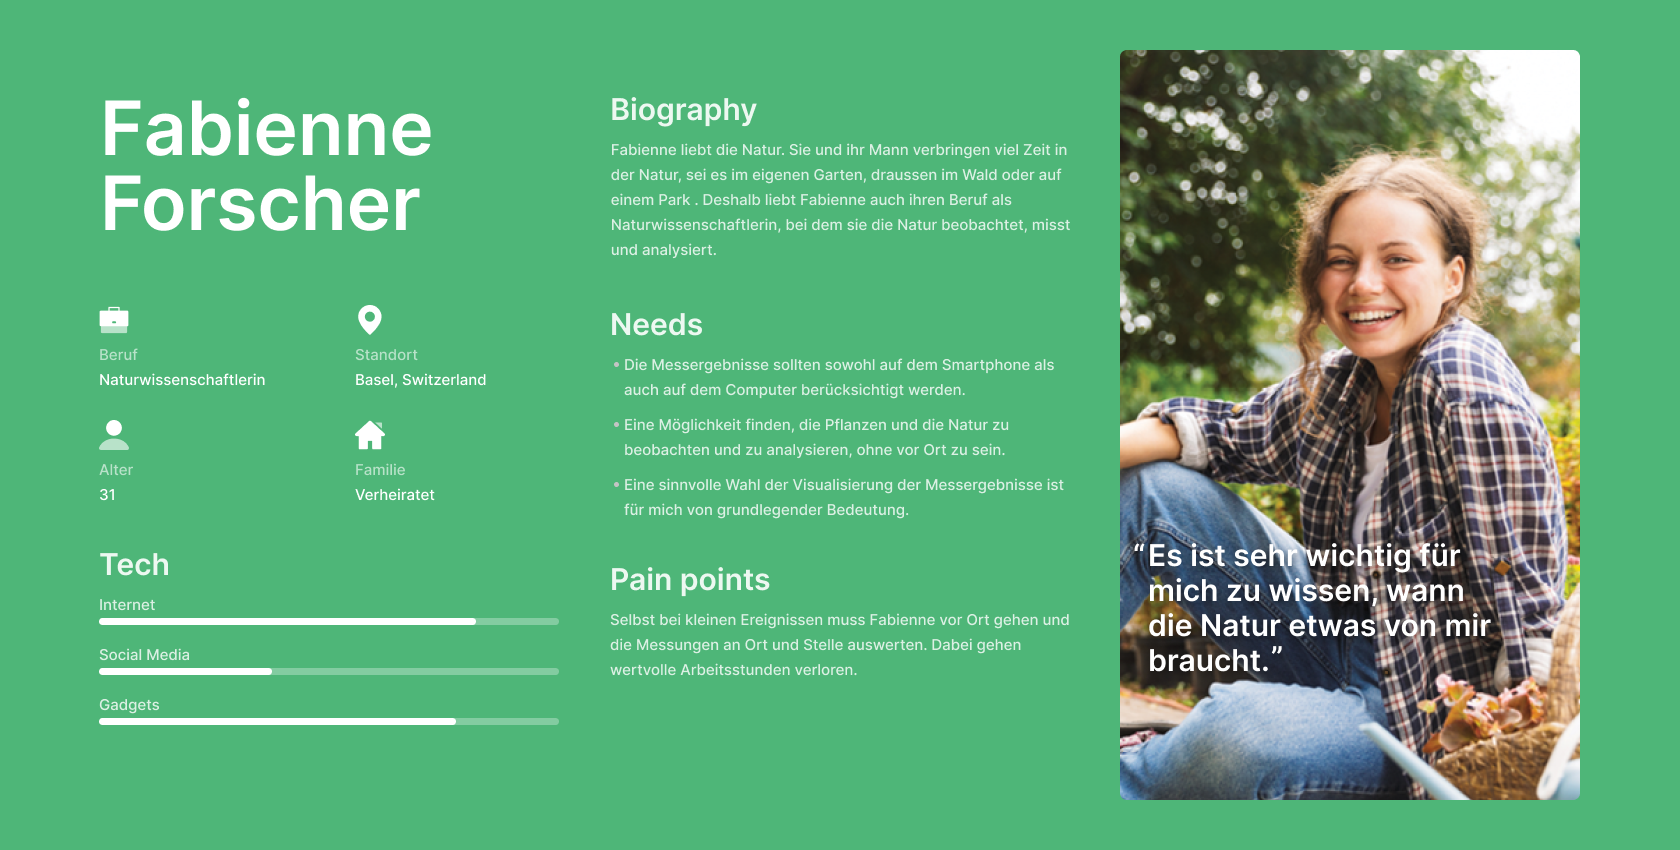 Fabienne
Forscher
Beruf
Naturwissenschaftlerin
Standort
Basel, Switzerland
Alter
31
Familie
Verheiratet
Tech
Internet
Social Media
Gadgets
Biography
Fabienne liebt die Natur. Sie und ihr Mann verbringen viel Zeit in
der Natur, sei es im eigenen Garten, draussen im Wald oder auf
einem Park . Deshalb liebt Fabienne auch ihren Beruf als
Naturwissenschaftlerin, bei dem sie die Natur beobachtet, misst
und analysiert.
Needs
• Die Messergebnisse sollten sowohl auf dem Smartphone als
auch auf dem Computer berücksichtigt werden.
• Eine Möglichkeit finden, die Pflanzen und die Natur zu
beobachten und zu analysieren, ohne vor Ort zu sein.
• Eine sinnvolle Wahl der Visualisierung der Messergebnisse ist
für mich von grundlegender Bedeutung.
Pain points
Selbst bei kleinen Ereignissen muss Fabienne vor Ort gehen und
die Messungen an Ort und Stelle auswerten. Dabei gehen
wertvolle Arbeitsstunden verloren.
“Es ist sehr wichtig für
mich zu wissen, wann
die Natur etwas von mir
braucht.”